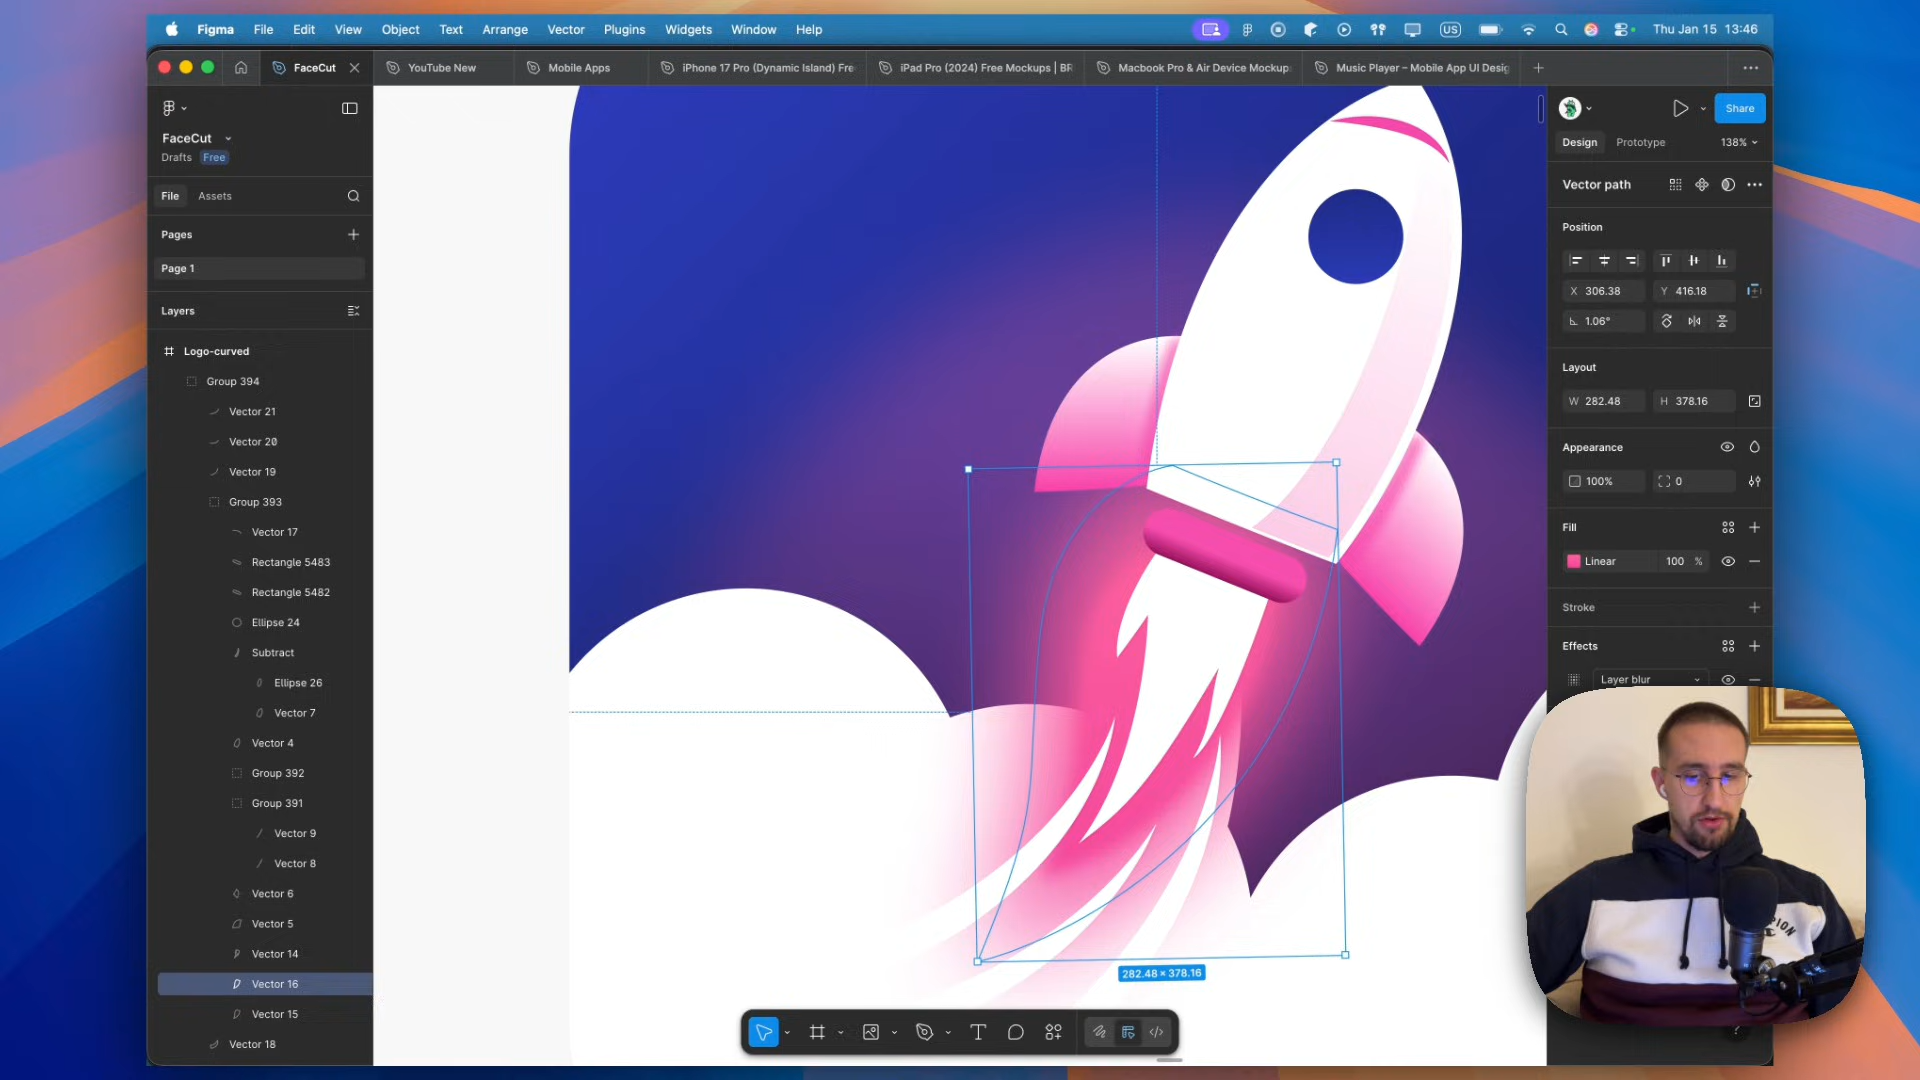 Figma File Edit View Object Text Arrange Vector Plugins Widgets Window Help
US
Thu Jan 15 13:46
FaceCut
YouTube New
Mobile Apps
iPhone 17 Pro (Dynamic Island) Fre
iPad Pro (2024) Free Mockups | BR
Macbook Pro & Air Device Mockup
Music Player – Mobile App UI Desig
FaceCut
Drafts Free
File Assets
Pages
Page 1
Layers
Logo-curved
Group 394
Vector 21
Vector 20
Vector 19
Group 393
Vector 17
Rectangle 5483
Rectangle 5482
Ellipse 24
Subtract
Ellipse 26
Vector 7
Vector 4
Group 392
Group 391
Vector 9
Vector 8
Vector 6
Vector 5
Vector 14
Vector 16
Vector 15
Vector 18
282.48 × 378.16
Share
Design Prototype 138%
Vector path
Position
X 306.38 Y 416.18
1.06°
Layout
W 282.48 H 378.16
Appearance
100% 0
Fill
Linear 100 %
Stroke
Effects
Layer blur